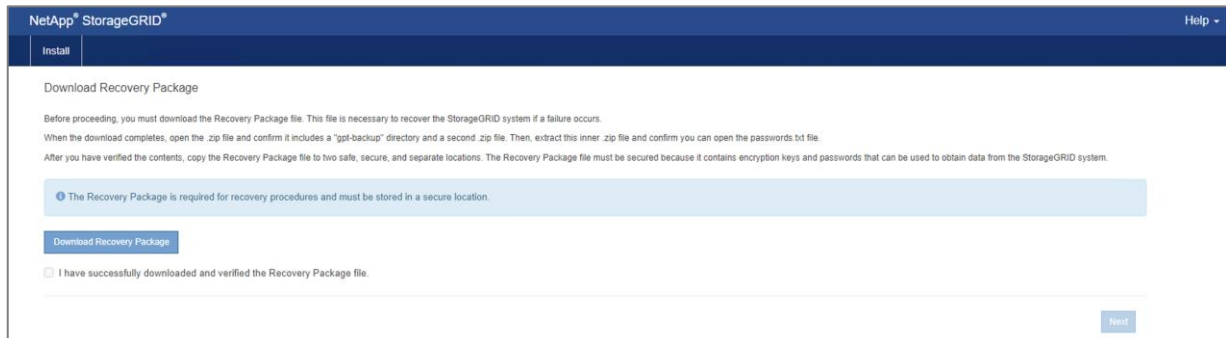 NetApp® StorageGRID®
Help
Install
Download Recovery Package
Before proceeding, you must download the Recovery Package file. This file is necessary to recover the StorageGRID system if a failure occurs.
When the download completes, open the .zip file and confirm it includes a "gpt-backup" directory and a second .zip file. Then, extract this inner .zip file and confirm you can open the passwords.txt file.
After you have verified the contents, copy the Recovery Package file to two safe, secure, and separate locations. The Recovery Package file must be secured because it contains encryption keys and passwords that can be used to obtain data from the StorageGRID system.
The Recovery Package is required for recovery procedures and must be stored in a secure location.
Download Recovery Package
I have successfully downloaded and verified the Recovery Package file.
Next